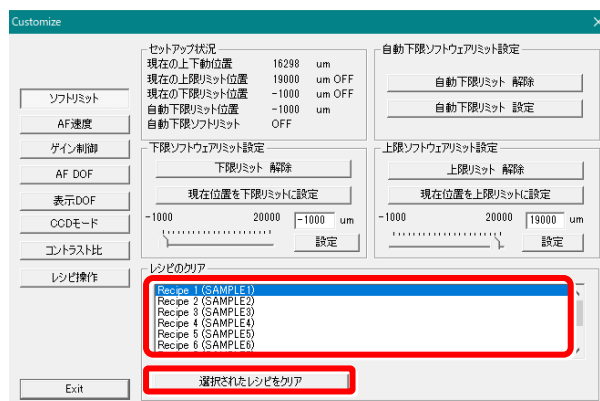 Customize
ソフトリミット
AF速度
ゲイン制御
AF DOF
表示DOF
CCDモード
コントラスト比
レシピ操作
Exit
セットアップ状況
現在の上下動位置 16298 um
現在の上限リミット位置 19000 um OFF
現在の下限リミット位置 -1000 um OFF
自動下限リミット位置 -1000 um
自動下限ソフトリミット OFF
自動下限ソフトウェアリミット設定
自動下限リミット 解除
自動下限リミット 設定
下限ソフトウェアリミット設定
下限リミット 解除
現在位置を下限リミットに設定
-1000 20000 -1000 um
設定
上限ソフトウェアリミット設定
上限リミット 解除
現在位置を上限リミットに設定
-1000 20000 19000 um
設定
レシピのクリア
Recipe 1 (SAMPLE1)
Recipe 2 (SAMPLE2)
Recipe 3 (SAMPLE3)
Recipe 4 (SAMPLE4)
Recipe 5 (SAMPLE5)
Recipe 6 (SAMPLE6)
選択されたレシピをクリア